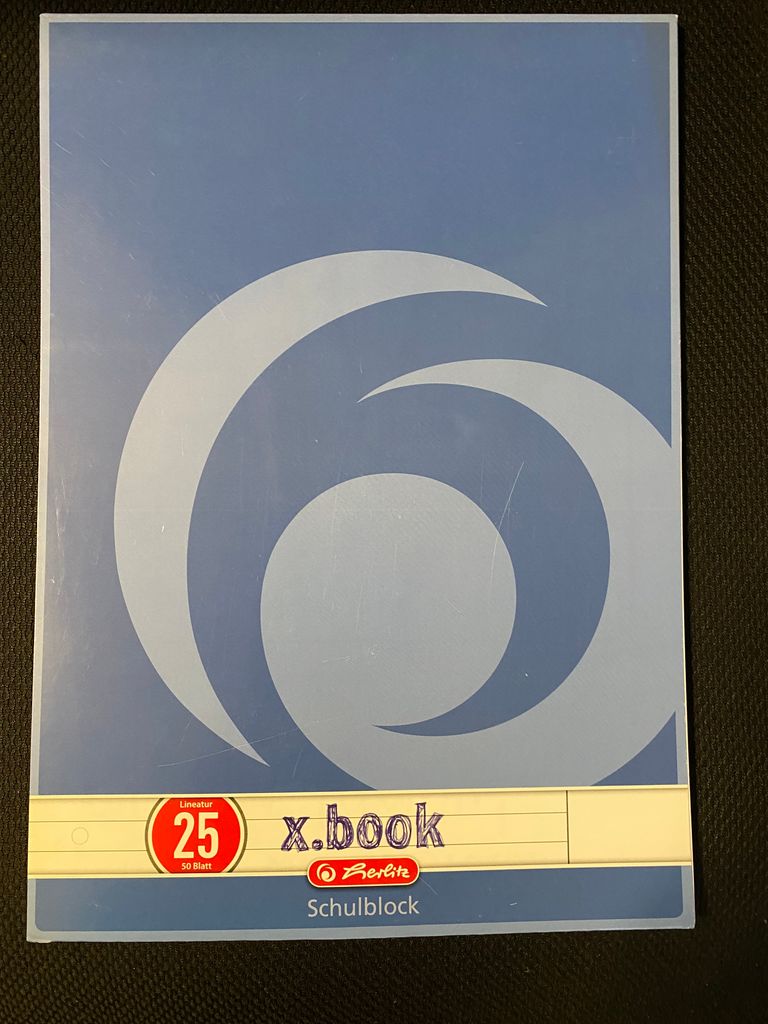 Lineatur
25
50 Blatt
x.book
Herlitz
Schulblock